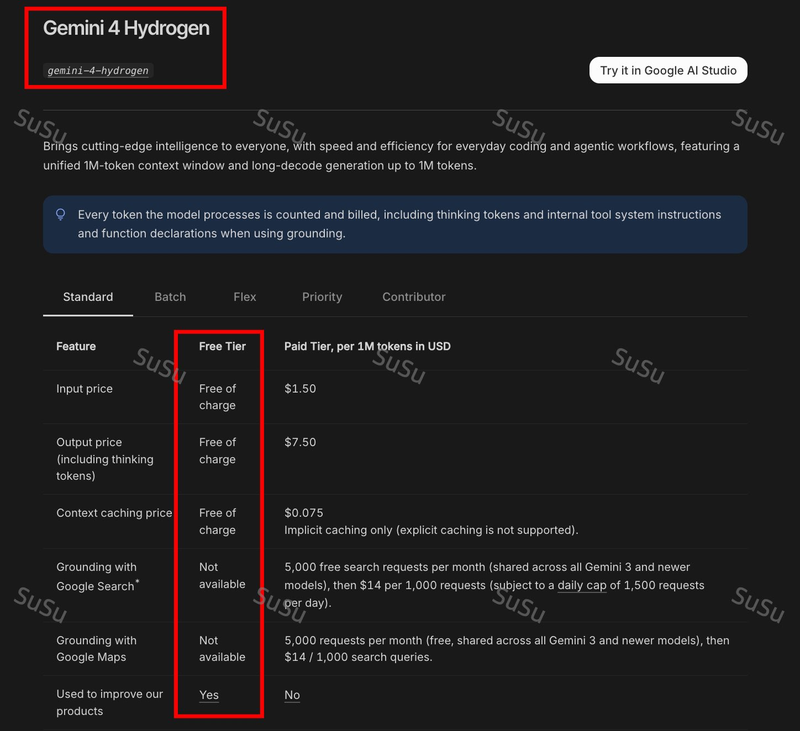 Gemini 4 Hydrogen
gemini-4-hydrogen
Try it in Google AI Studio
SuSu SuSu SuSu SuSu
Brings cutting-edge intelligence to everyone, with speed and efficiency for everyday coding and agentic workflows, featuring a
unified 1M-token context window and long-decode generation up to 1M tokens.
Every token the model processes is counted and billed, including thinking tokens and internal tool system instructions
and function declarations when using grounding.
Standard Batch Flex Priority Contributor
Feature Free Tier Paid Tier, per 1M tokens in USD
SuSu SuSu SuSu
Input price Free of $1.50
charge
Output price Free of $7.50
(including thinking charge
tokens)
Context caching price Free of $0.075
charge Implicit caching only (explicit caching is not supported).
Grounding with Not 5,000 free search requests per month (shared across all Gemini 3 and newer
Google Search* available models), then $14 per 1,000 requests (subject to a daily cap of 1,500 requests
per day).
SuSu SuSu SuSu SuSu
Grounding with Not 5,000 requests per month (free, shared across all Gemini 3 and newer models), then
Google Maps available $14 / 1,000 search queries.
Used to improve our Yes No
products